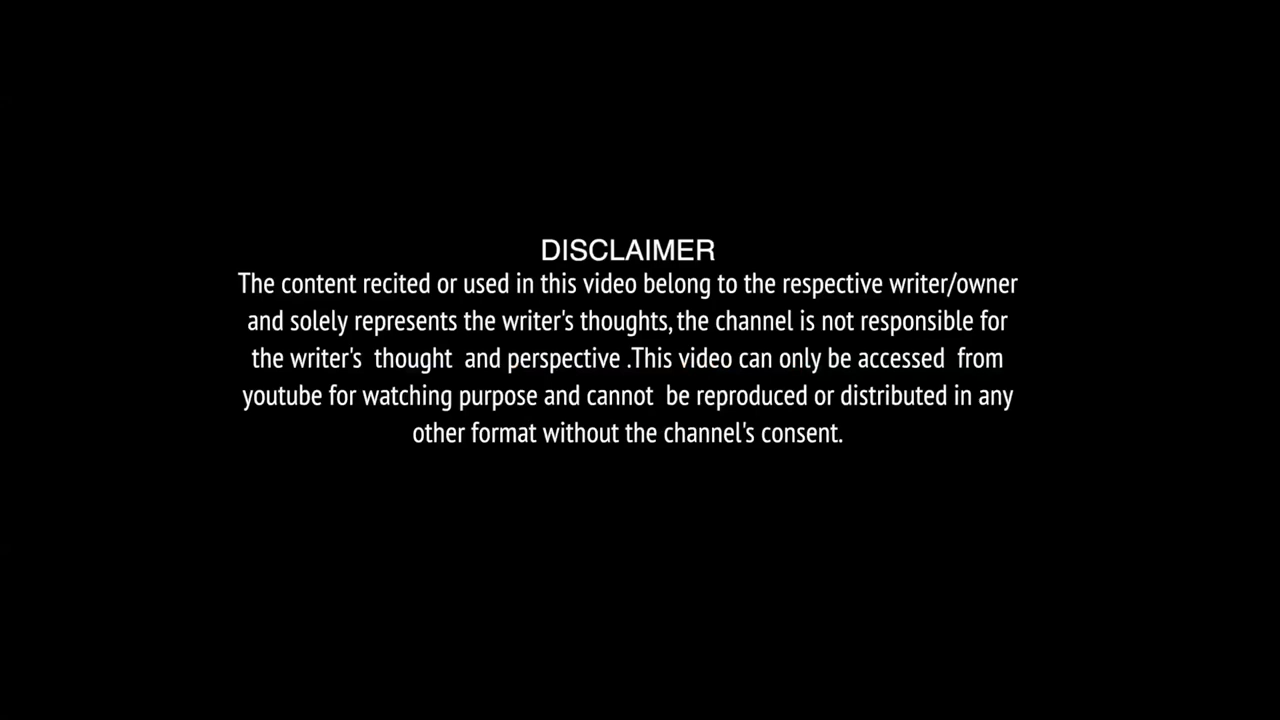 DISCLAIMER
The content recited or used in this video belong to the respective writer/owner
and solely represents the writer's thoughts, the channel is not responsible for
the writer's  thought  and perspective .This video can only be accessed  from
youtube for watching purpose and cannot  be reproduced or distributed in any
other format without the channel's consent.